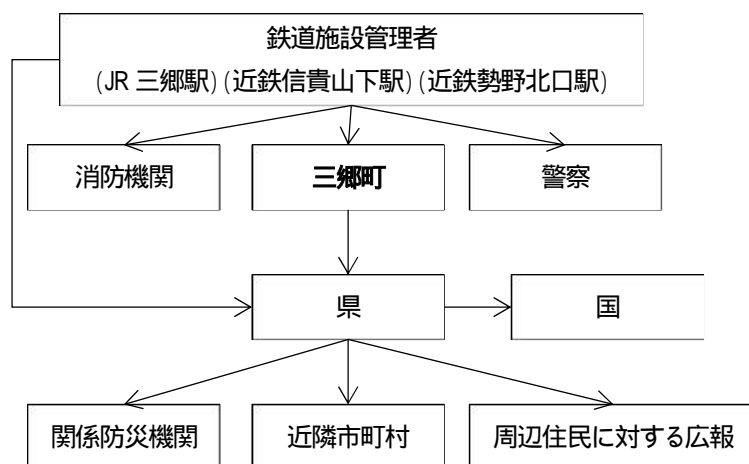 鉄道施設管理者
(JR 三郷駅) (近鉄信貴山下駅) (近鉄勢野北口駅)
消防機関
三郷町
警察
県
国
関係防災機関
近隣市町村
周辺住民に対する広報